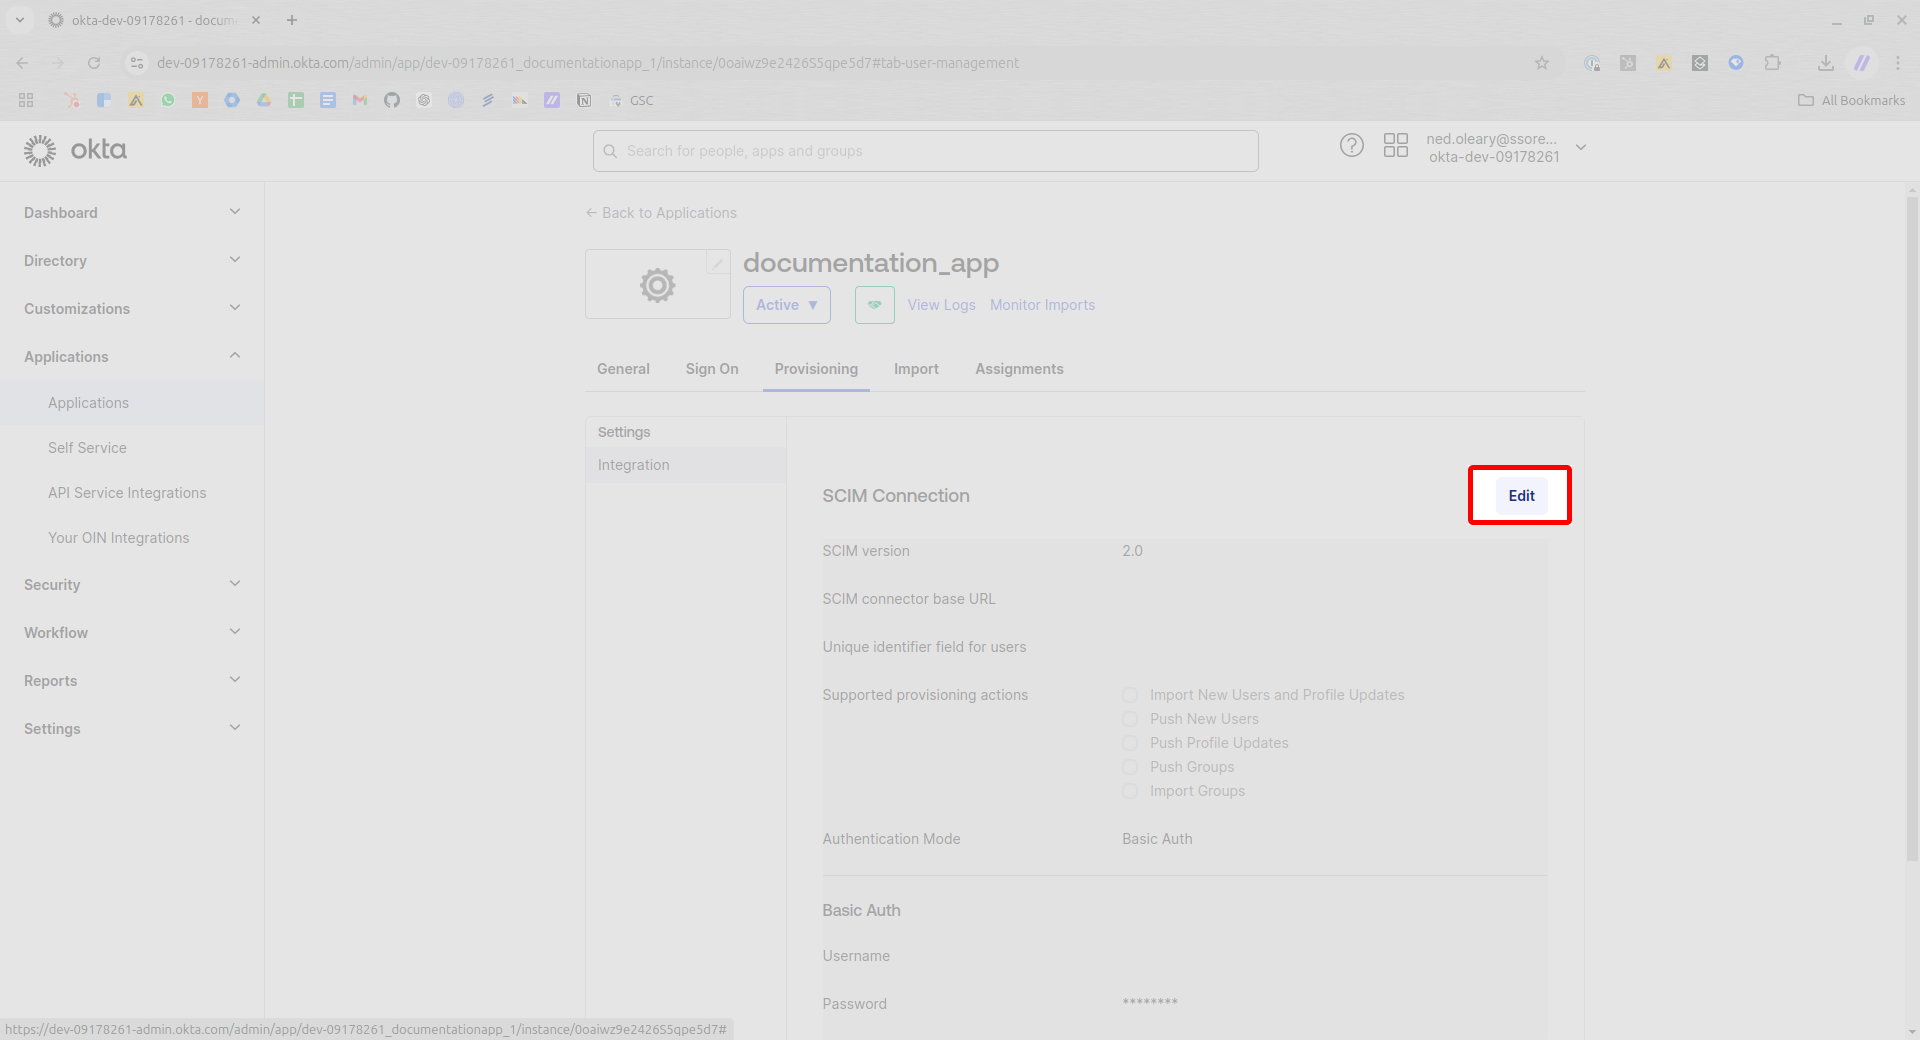 okta-dev-09178261 - docum
dev-09178261-admin.okta.com/admin/app/dev-09178261_documentationapp_1/instance/0oaiwz9e2426S5qpe5d7#tab-user-management
GSC
All Bookmarks
okta
Search for people, apps and groups
ned.oleary@ssore...
okta-dev-09178261
Dashboard
Directory
Customizations
Applications
Applications
Self Service
API Service Integrations
Your OIN Integrations
Security
Workflow
Reports
Settings
← Back to Applications
documentation_app
Active ▼
View Logs
Monitor Imports
General
Sign On
Provisioning
Import
Assignments
Settings
Integration
SCIM Connection
Edit
SCIM version 2.0
SCIM connector base URL
Unique identifier field for users
Supported provisioning actions
Import New Users and Profile Updates
Push New Users
Push Profile Updates
Push Groups
Import Groups
Authentication Mode Basic Auth
Basic Auth
Username
Password ********
https://dev-09178261-admin.okta.com/admin/app/dev-09178261_documentationapp_1/instance/0oaiwz9e2426S5qpe5d7#